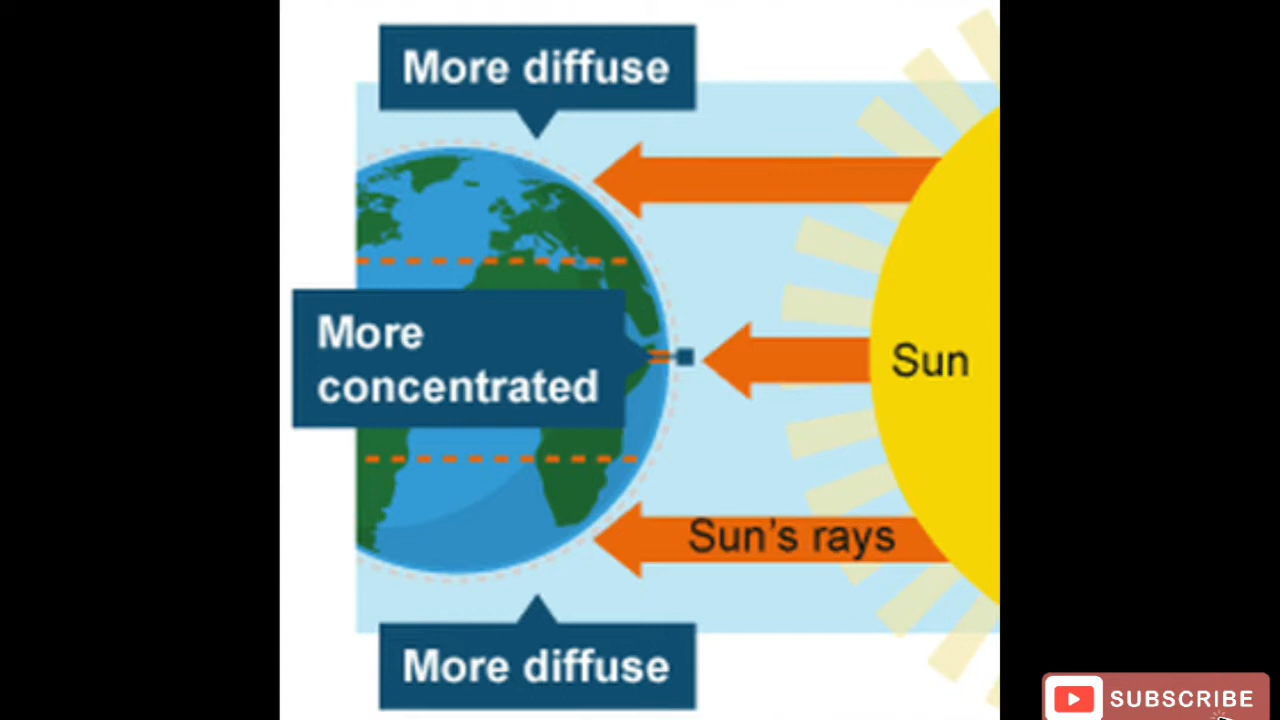 More diffuse
More
concentrated
Sun
Sun's rays
More diffuse
SUBSCRIBE